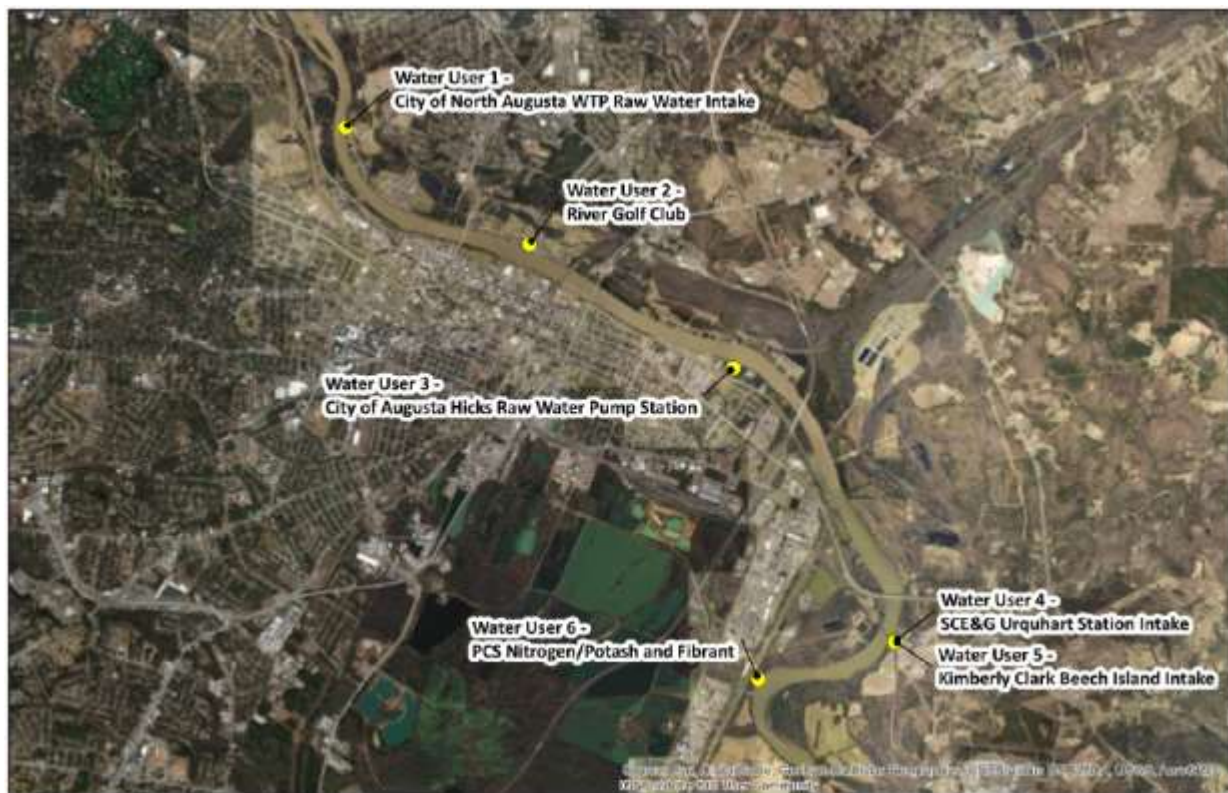 Water User 1 -
City of North Augusta WTP Raw Water Intake
Water User 2 -
River Golf Club
Water User 3 -
City of Augusta Hicks Raw Water Pump Station
Water User 4 -
SCE&G Urquhart Station Intake
Water User 6 -
PCS Nitrogen/Potash and Fibrant
Water User 5 -
Kimberly Clark Beech Island Intake